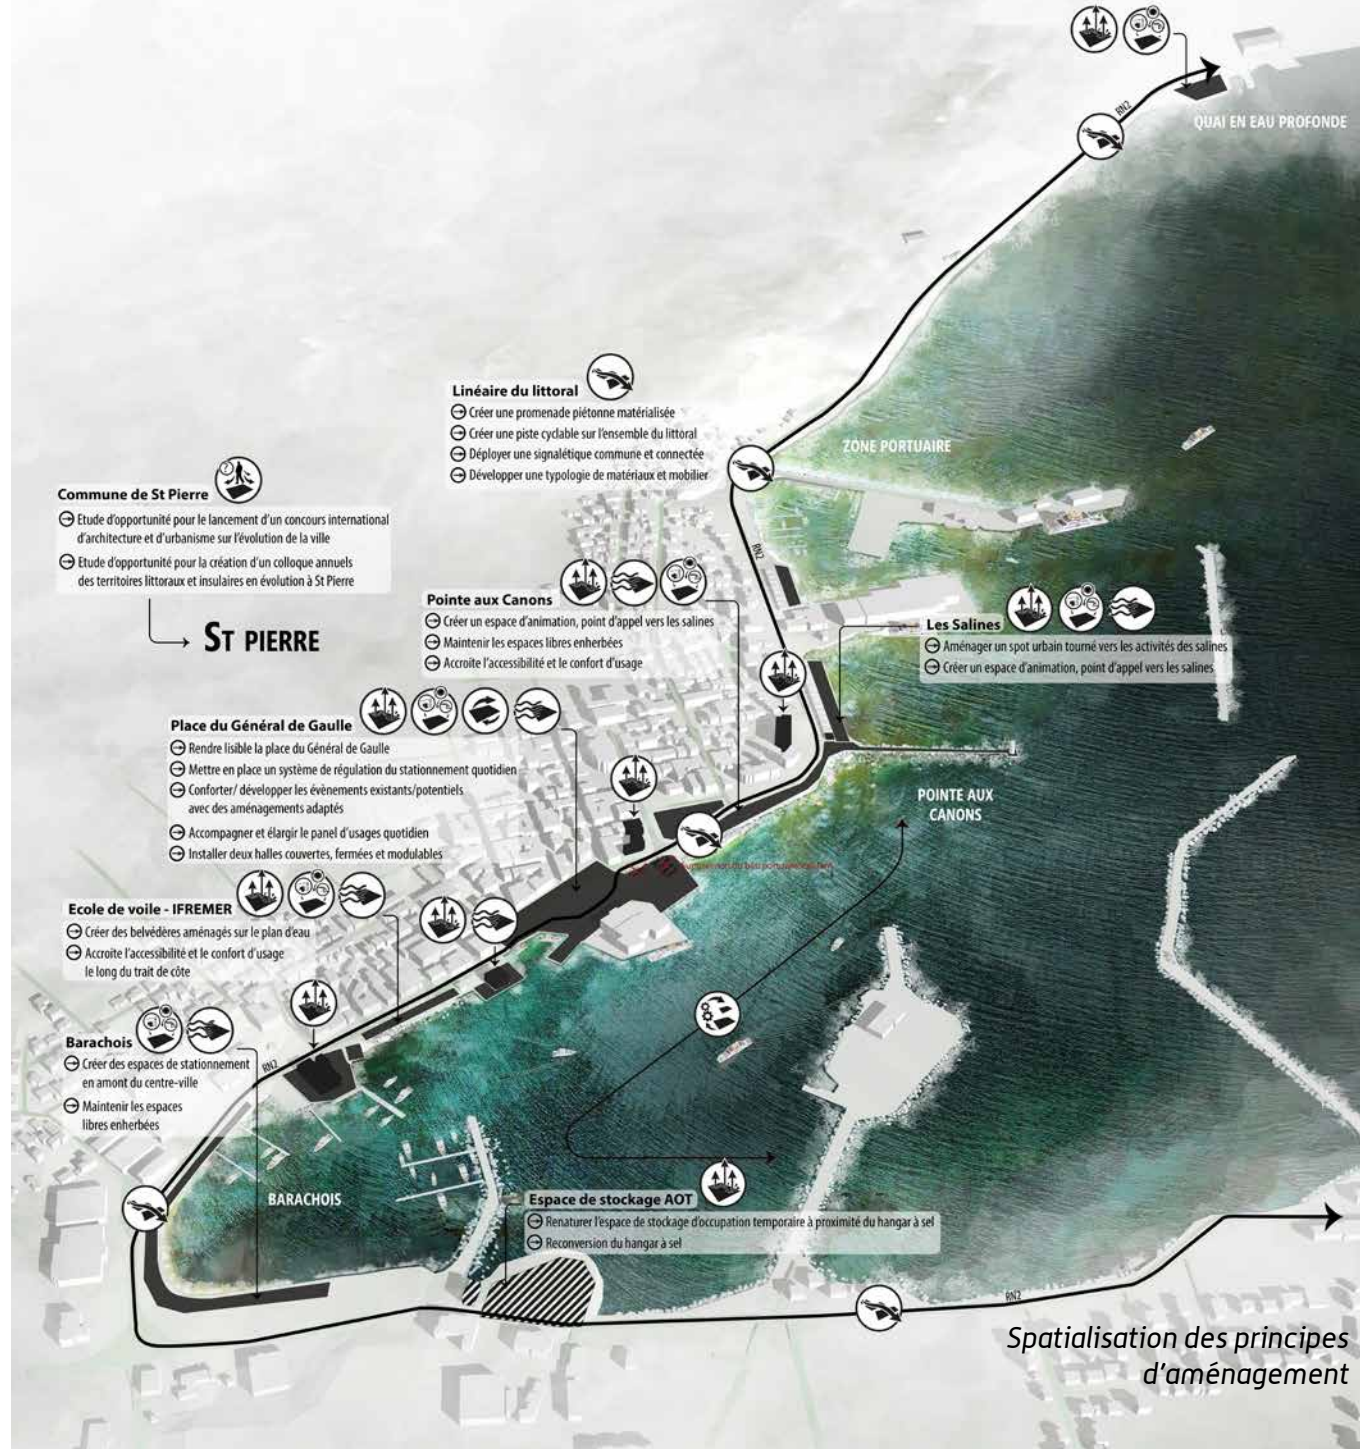 RN2
QUAI EN EAU PROFONDE
Linéaire du littoral
Créer une promenade piétonne matérialisée
Créer une piste cyclable sur l'ensemble du littoral
Déployer une signalétique commune et connectée
Développer une typologie de matériaux et mobilier
ZONE PORTUAIRE
Commune de St Pierre
?
Etude d'opportunité pour le lancement d'un concours international
d'architecture et d'urbanisme sur l'évolution de la ville
Etude d'opportunité pour la création d'un colloque annuels
des territoires littoraux et insulaires en évolution à St Pierre
ST PIERRE
RN2
Pointe aux Canons
Créer un espace d'animation, point d'appel vers les salines
Maintenir les espaces libres enherbées
Accroite l'accessibilité et le confort d'usage
Les Salines
Aménager un spot urbain tourné vers les activités des salines
Créer un espace d'animation, point d'appel vers les salines
Place du Général de Gaulle
Rendre lisible la place du Général de Gaulle
Mettre en place un système de régulation du stationnement quotidien
Conforter/ développer les évènements existants/potentiels
avec des aménagements adaptés
Accompagner et élargir le panel d'usages quotidien
Installer deux halles couvertes, fermées et modulables
POINTE AUX
CANONS
Ecole de voile - IFREMER
Créer des belvédères aménagés sur le plan d'eau
Accroite l'accessibilité et le confort d'usage
le long du trait de côte
Barachois
Créer des espaces de stationnement
en amont du centre-ville
Maintenir les espaces
libres enherbées
RN2
BARACHOIS
Espace de stockage AOT
Renaturer l'espace de stockage d'occupation temporaire à proximité du hangar à sel
Reconversion du hangar à sel
RN2
Spatialisation des principes
d'aménagement